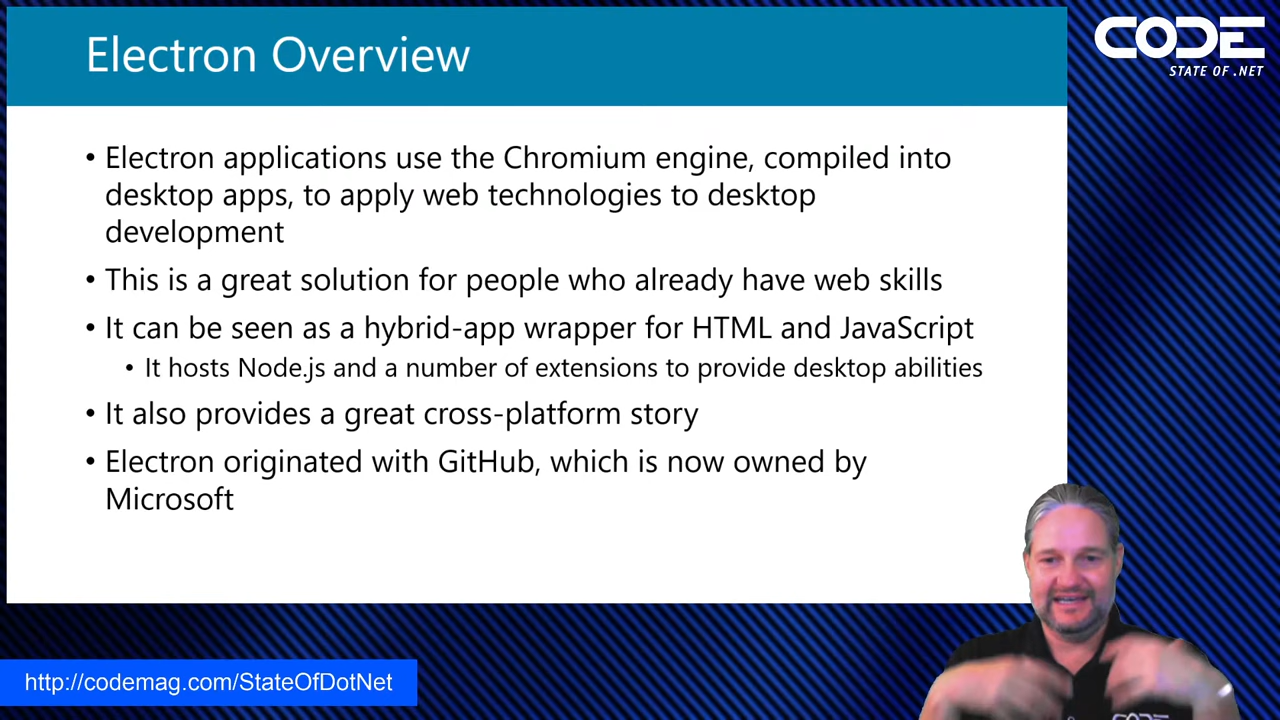 Electron Overview
CODE
STATE OF .NET
• Electron applications use the Chromium engine, compiled into
desktop apps, to apply web technologies to desktop
development
• This is a great solution for people who already have web skills
• It can be seen as a hybrid-app wrapper for HTML and JavaScript
• It hosts Node.js and a number of extensions to provide desktop abilities
• It also provides a great cross-platform story
• Electron originated with GitHub, which is now owned by
Microsoft
http://codemag.com/StateOfDotNet
CODE